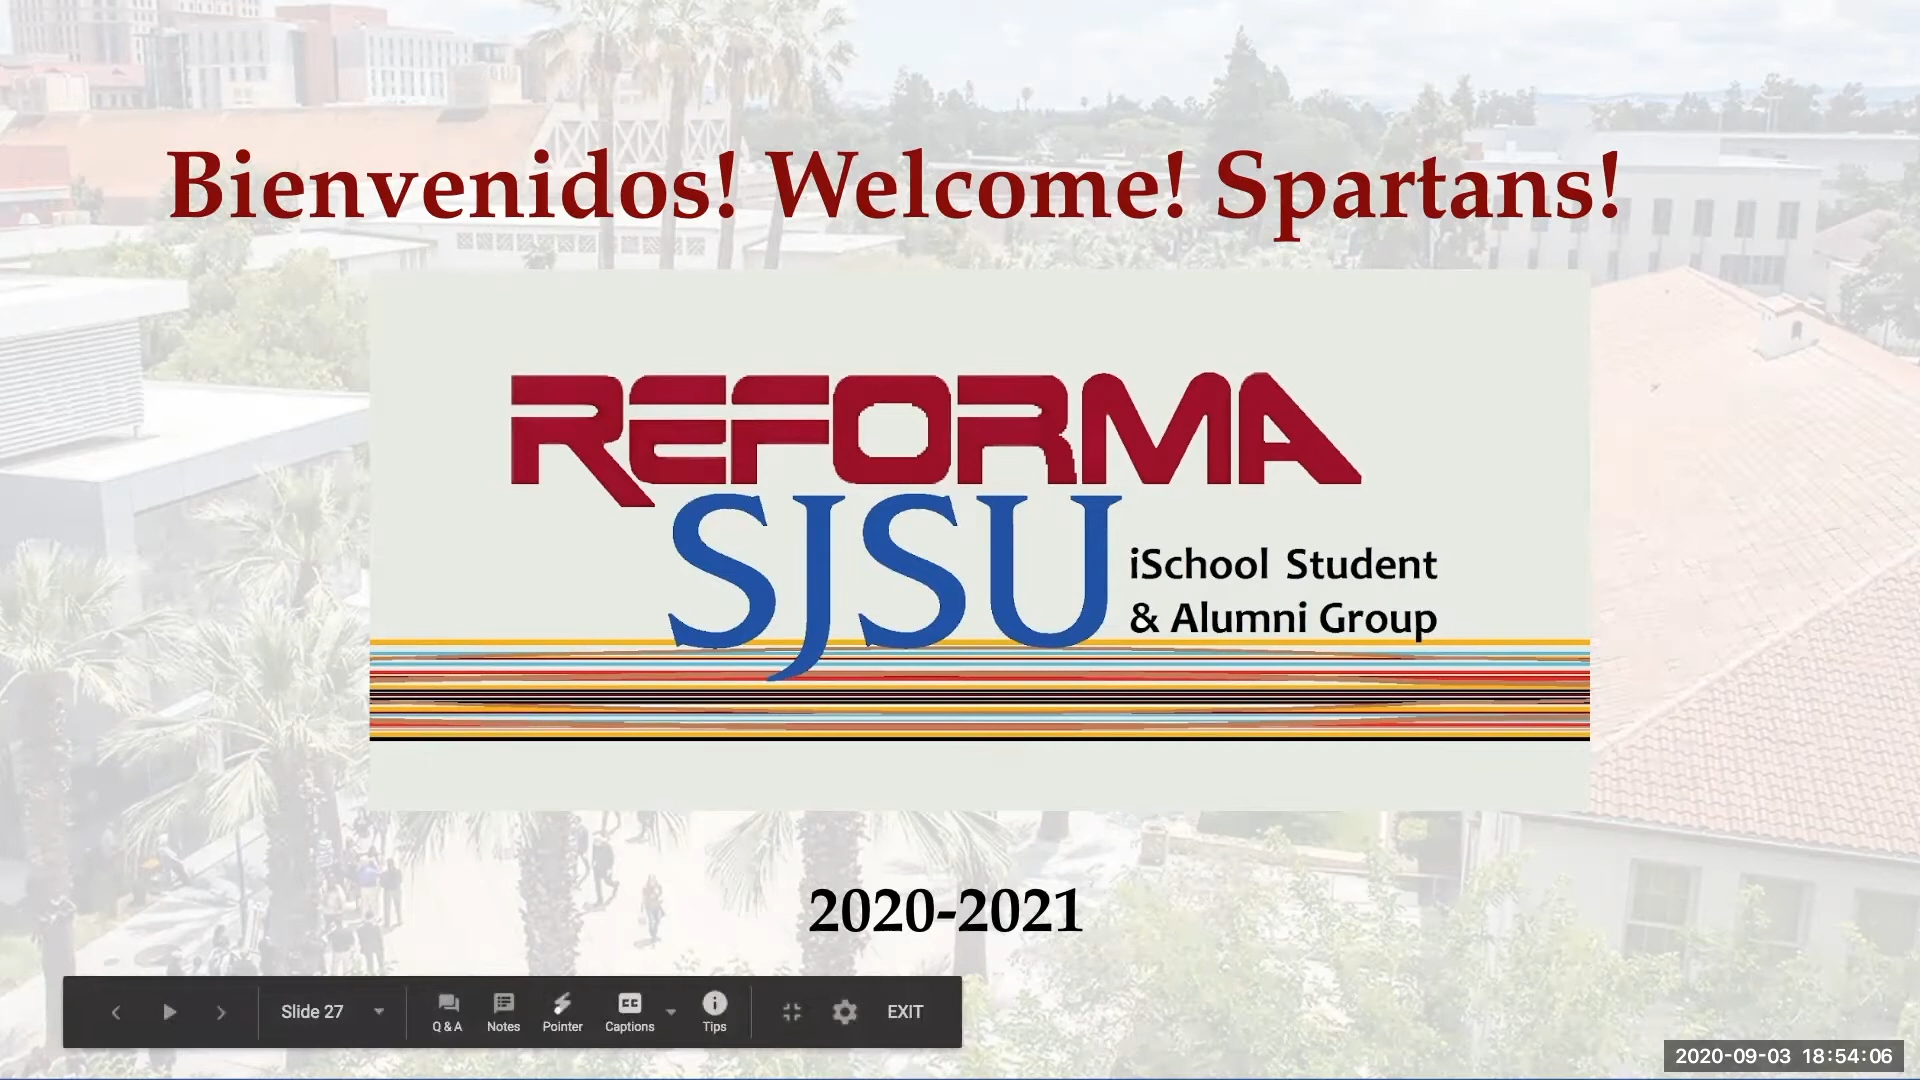 Bienvenidos! Welcome! Spartans!
REFORMA
SJSU
iSchool Student
& Alumni Group
2020-2021
Slide 27
Q & A
Notes
Pointer
CC
Captions
Tips
EXIT
2020-09-03 18:54:06